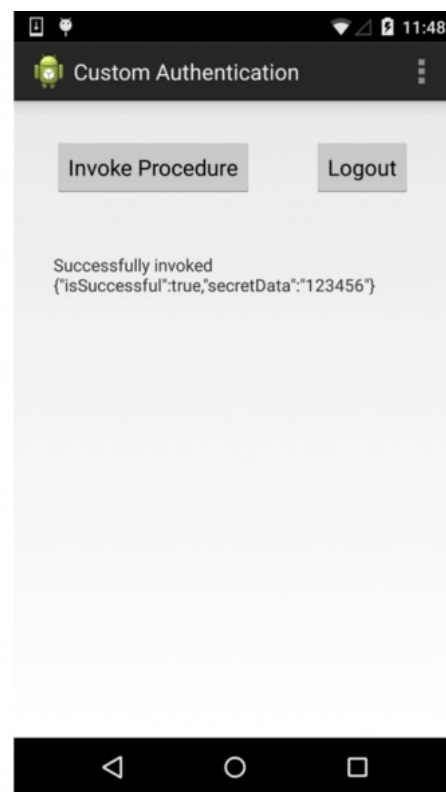 11:48
Custom Authentication
Invoke Procedure
Logout
Successfully invoked
{"isSuccessful":true,"secretData":"123456"}